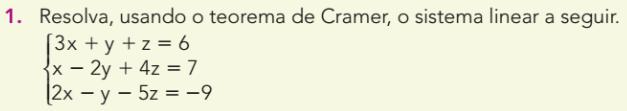 1. Resolva, usando o teorema de Cramer, o sistema linear a seguir.
3x + y + z = 6
x − 2y + 4z = 7
2x − y − 5z = −9